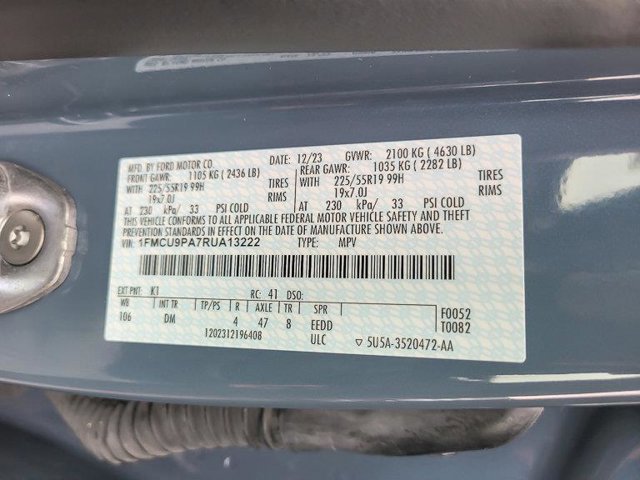 MFD. BY FORD MOTOR CO. 12/23 GVWR: 2100 KG ( 4630 LB)
FRONT GAWR: 1105 KG ( 2436 LB) REAR GAWR: 1035 KG ( 2282 LB)
WITH 225/55R19 99H TIRES WITH 225/55R19 99H TIRES
19x7.0J RIMS 19x7.0J RIMS
AT 230 kPa/ 33 PSI COLD AT 230 kPa/ 33 PSI COLD
THIS VEHICLE CONFORMS TO ALL APPLICABLE FEDERAL MOTOR VEHICLE SAFETY AND
THEFT PREVENTION STANDARDS IN EFFECT ON THE DATE OF MANUFACTURE SHOWN ABOVE.
VIN: 1FMCU9PA7RUA13222 TYPE: MPV
EXT PNT: K1 RC: 41 DSO: F0052
WB INT TR TP/PS R AXLE TR SPR T0082
106 DM 4 47 8 EEDD
1202312196408 ULC ▽ 5U5A-3520472-AA